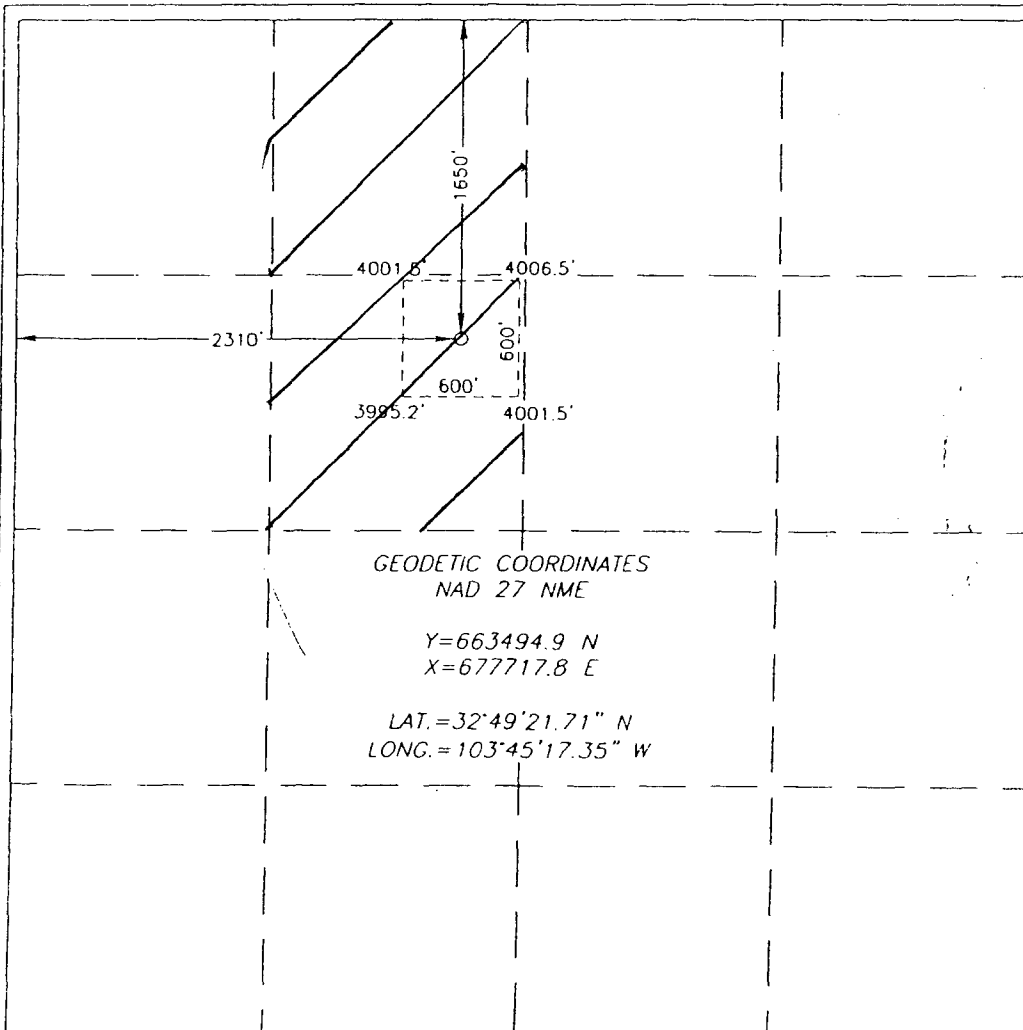 1650'
4001.5' 4006.5'
2310'
600'
600'
3995.2' 4001.5'
GEODETIC COORDINATES
NAD 27 NME
Y=663494.9 N
X=677717.8 E
LAT.=32°49'21.71" N
LONG.=103°45'17.35" W